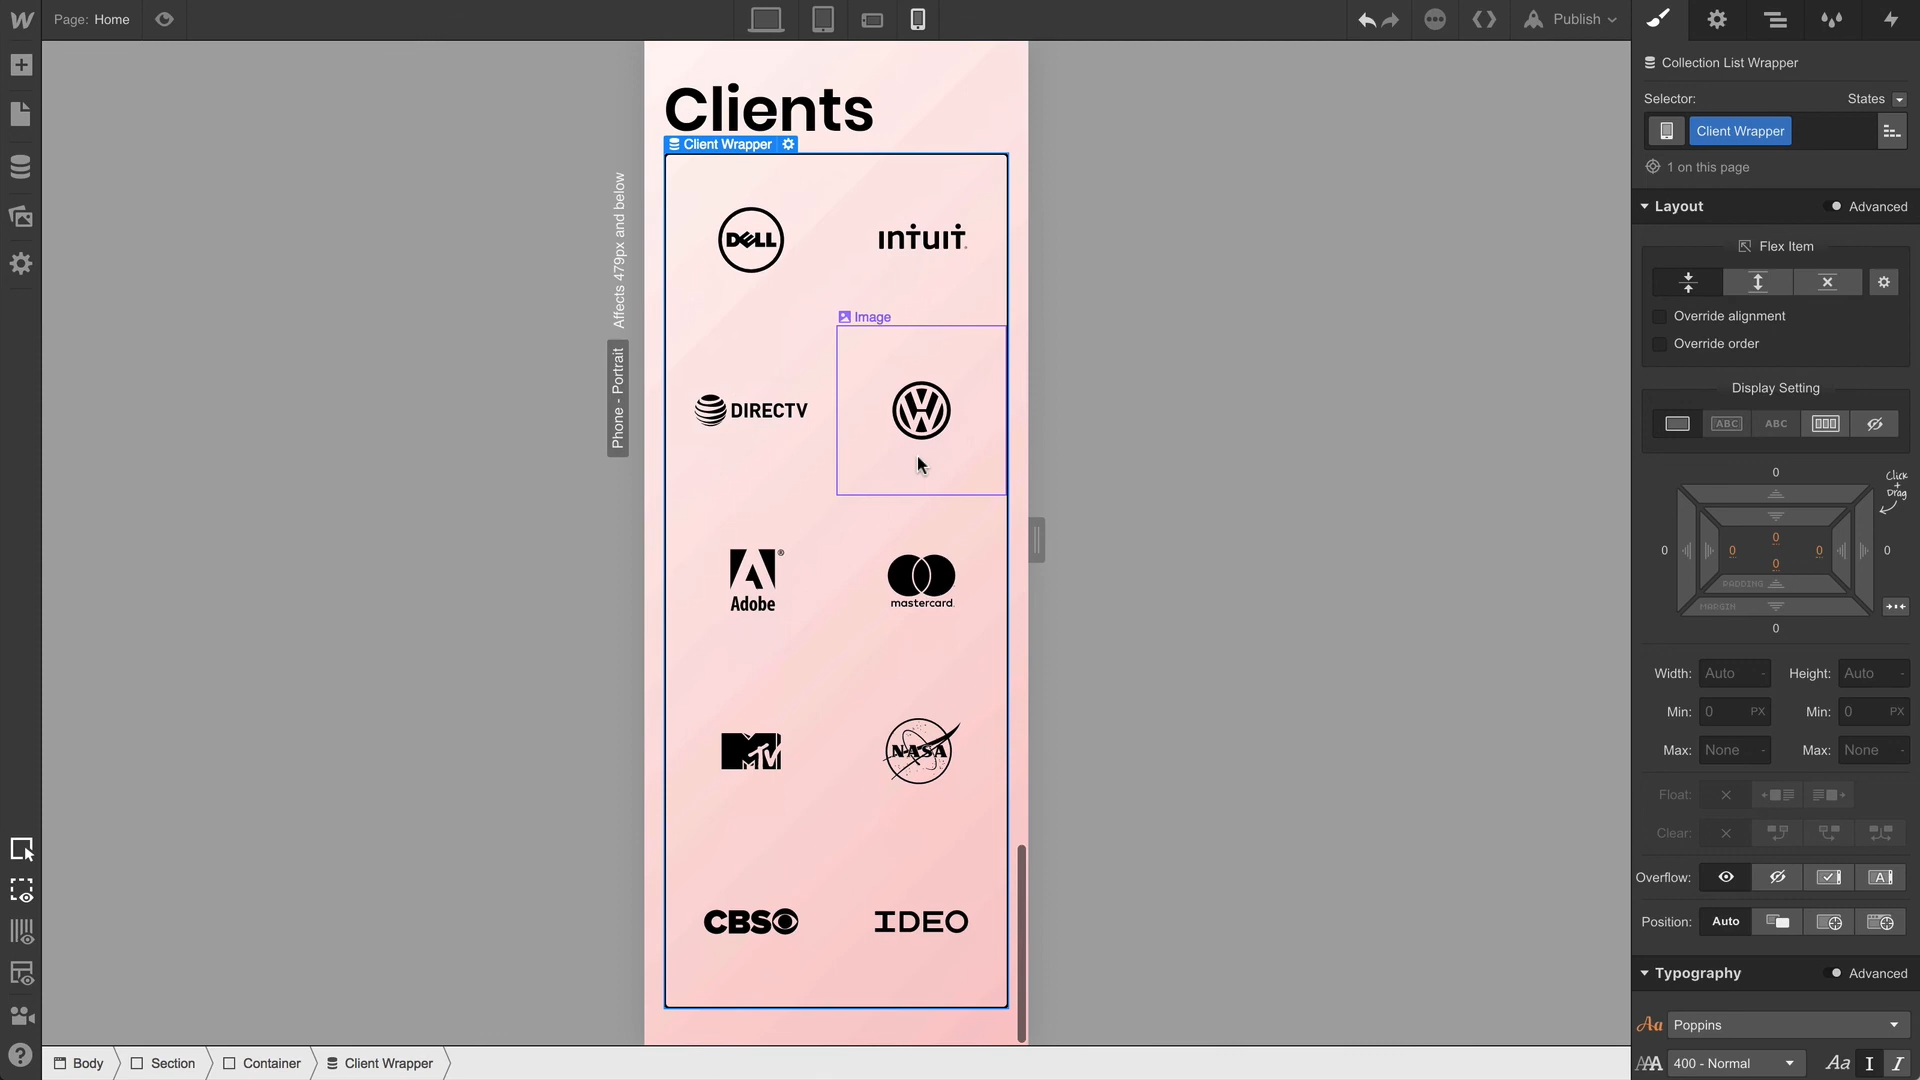 Page: Home
Publish
Collection List Wrapper
Selector:
States
Client Wrapper
1 on this page
Layout
Advanced
Flex Item
Override alignment
Override order
Display Setting
ABC
ABC
Click
+
Drag
0
0
0
0
0
0
0
PADDING
MARGIN
0
Width:
Auto
-
Height:
Auto
-
Min:
0
PX
Min:
0
PX
Max:
None
-
Max:
None
-
Float:
Clear:
Overflow:
Position:
Auto
Typography
Advanced
Aa
Poppins
AAA
400 - Normal
Aa
I
I
Clients
Client Wrapper
Affects 479px and below
Phone - Portrait
DELL
INTUIT
Image
DIRECTV
VW
Adobe
mastercard.
MTV
NASA
CBS
IDEO
Body
Section
Container
Client Wrapper